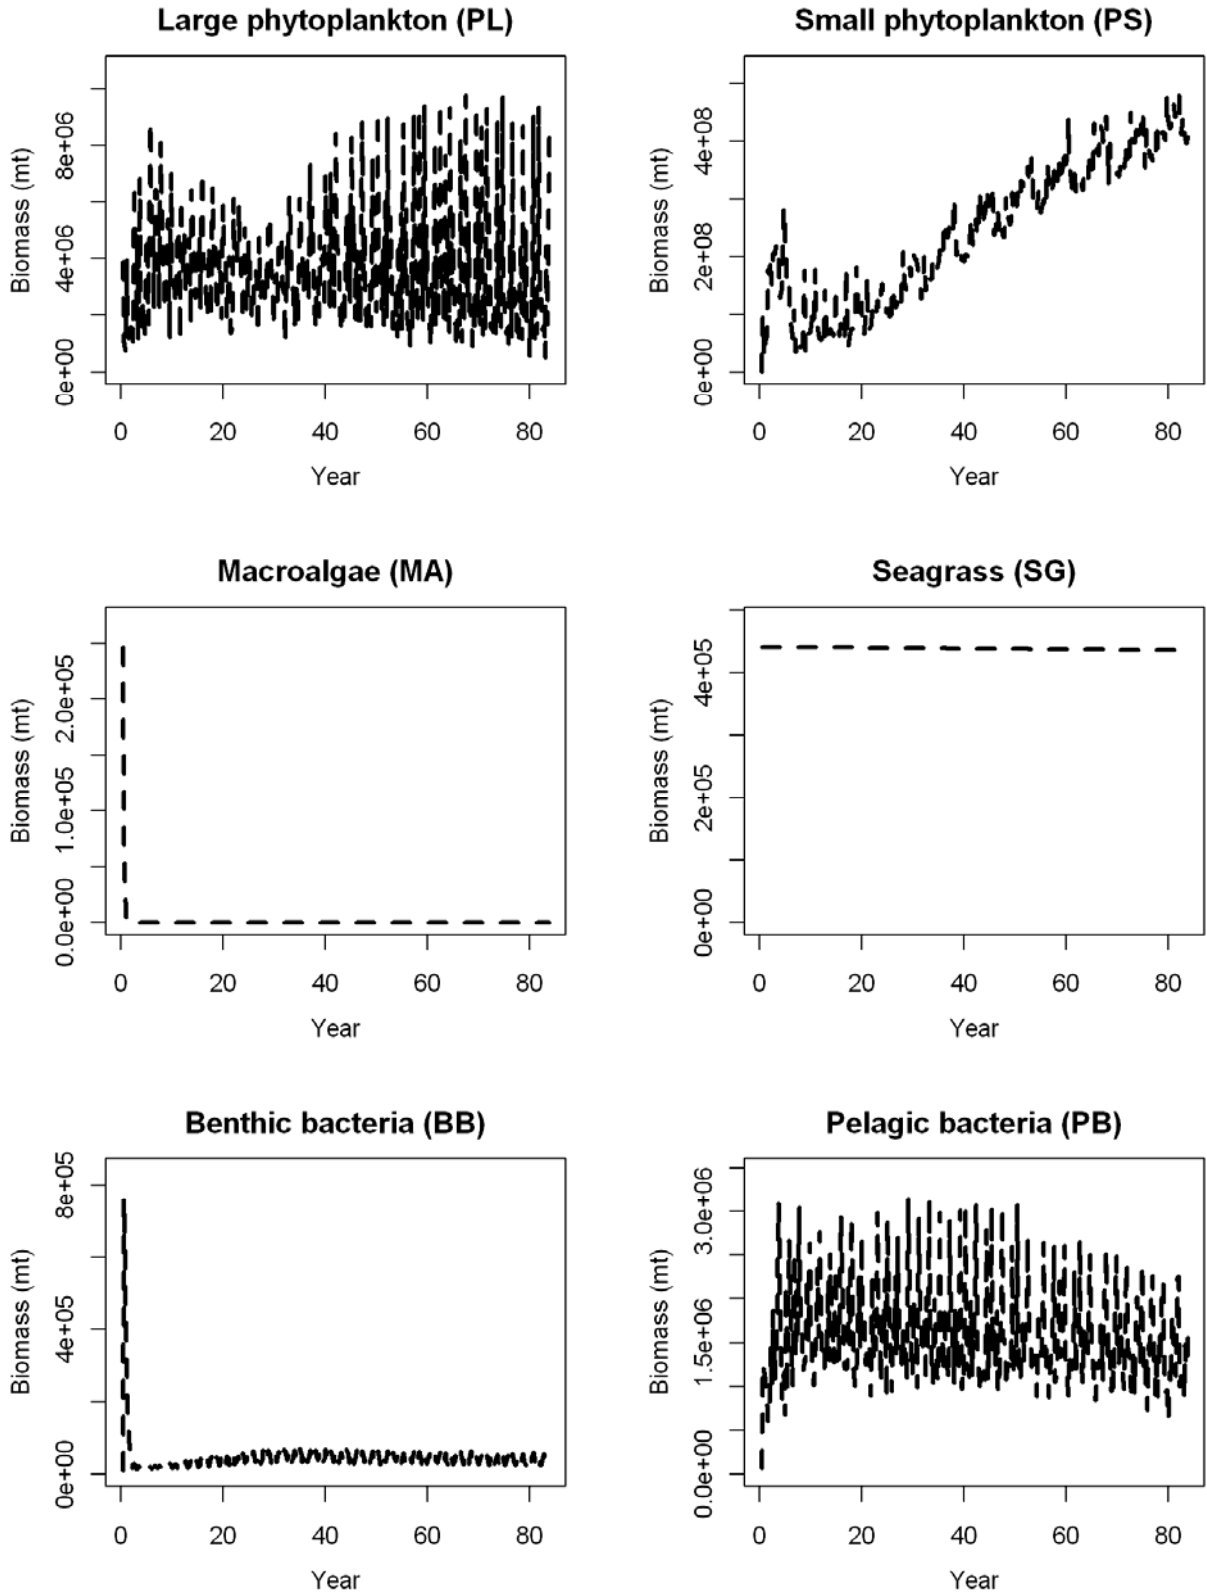 Large phytoplankton (PL)
Biomass (mt)
8e+06
4e+06
0e+00
0 20 40 60 80
Year
Small phytoplankton (PS)
Biomass (mt)
4e+08
2e+08
0e+00
0 20 40 60 80
Year
Macroalgae (MA)
Biomass (mt)
2.0e+05
1.0e+05
0.0e+00
0 20 40 60 80
Year
Seagrass (SG)
Biomass (mt)
4e+05
2e+05
0e+00
0 20 40 60 80
Year
Benthic bacteria (BB)
Biomass (mt)
8e+05
4e+05
0e+00
0 20 40 60 80
Year
Pelagic bacteria (PB)
Biomass (mt)
3.0e+06
1.5e+06
0.0e+00
0 20 40 60 80
Year